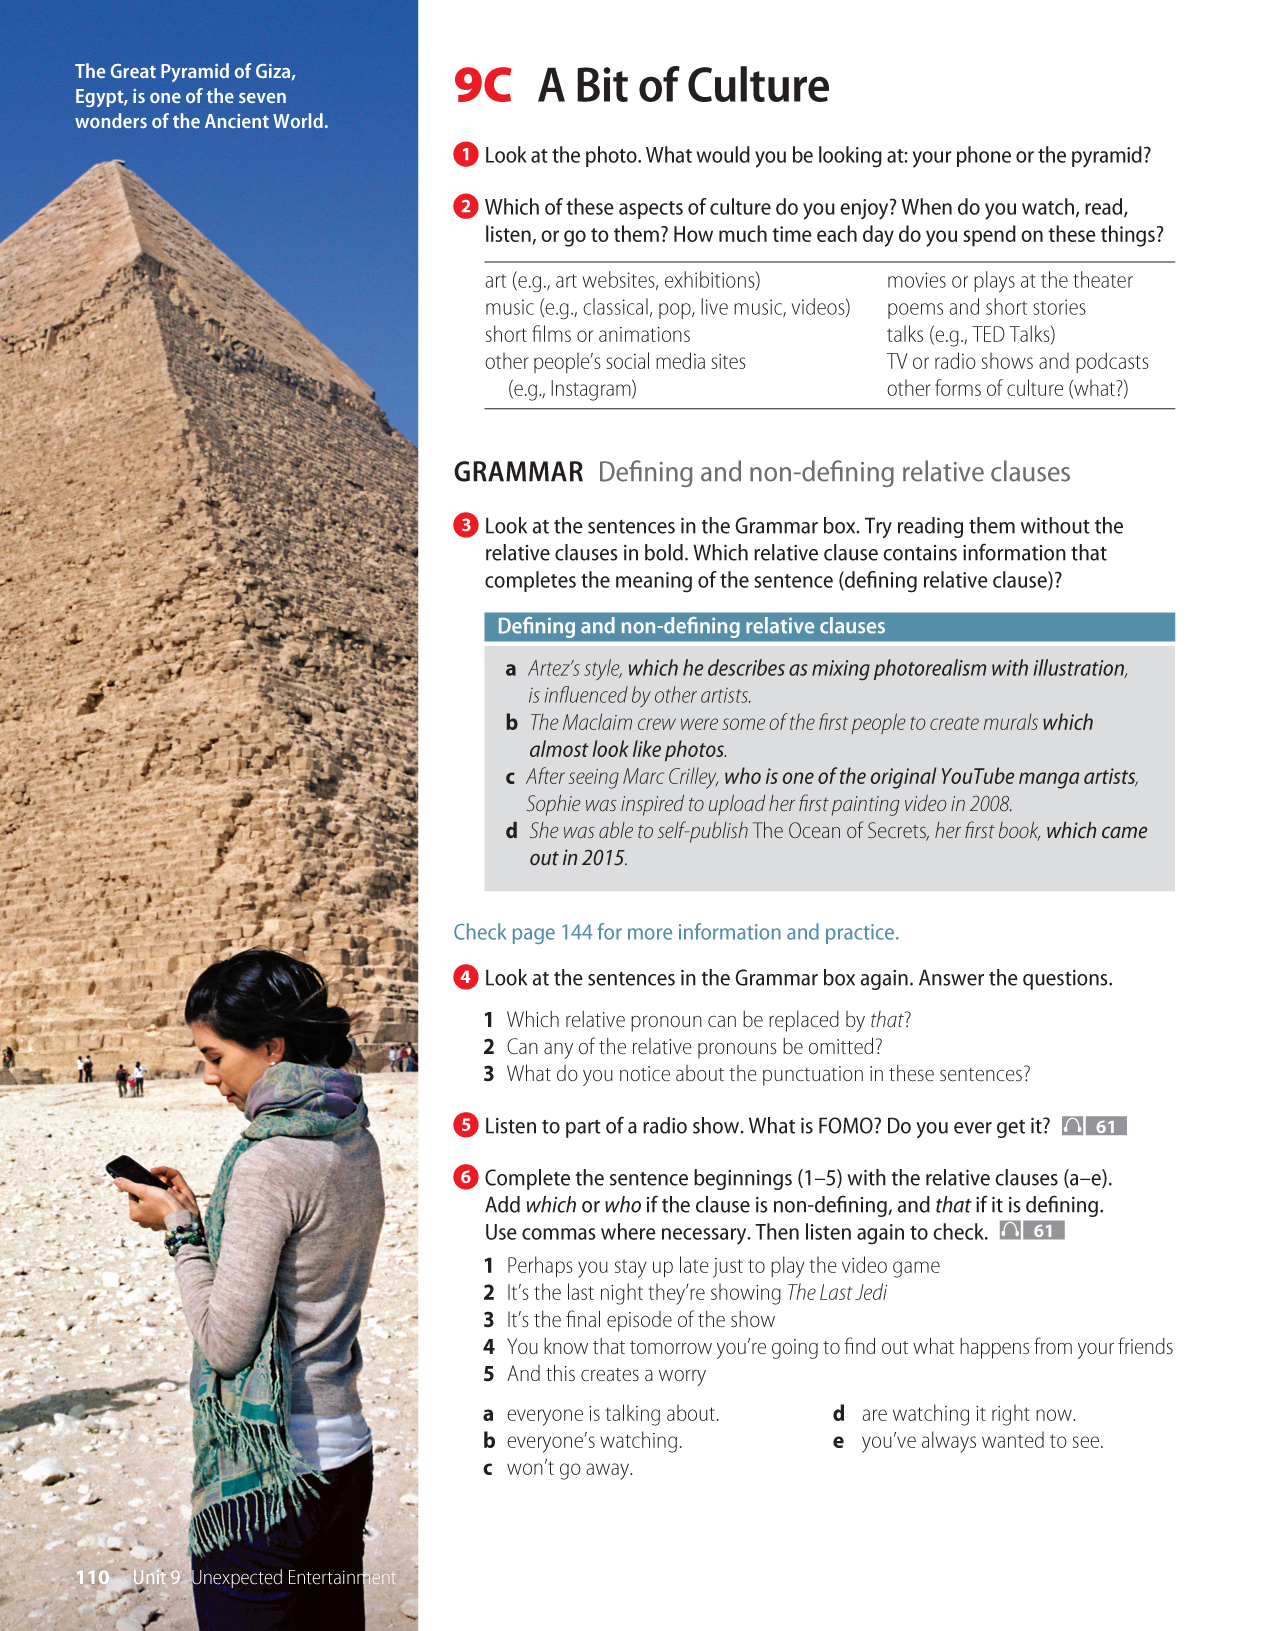 The Great Pyramid of Giza,
Egypt, is one of the seven
wonders of the Ancient World.
9C A Bit of Culture
1 Look at the photo. What would you be looking at: your phone or the pyramid?
2 Which of these aspects of culture do you enjoy? When do you watch, read,
listen, or go to them? How much time each day do you spend on these things?
art (e.g., art websites, exhibitions)
music (e.g., classical, pop, live music, videos)
short films or animations
other people's social media sites
(e.g., Instagram)
movies or plays at the theater
poems and short stories
talks (e.g., TED Talks)
TV or radio shows and podcasts
other forms of culture (what?)
GRAMMAR Defining and non-defining relative clauses
3 Look at the sentences in the Grammar box. Try reading them without the
relative clauses in bold. Which relative clause contains information that
completes the meaning of the sentence (defining relative clause)?
Defining and non-defining relative clauses
a Artez's style, which he describes as mixing photorealism with illustration,
is influenced by other artists.
b The Maclaim crew were some of the first people to create murals which
almost look like photos.
c After seeing Marc Crilley, who is one of the original YouTube manga artists,
Sophie was inspired to upload her first painting video in 2008.
d She was able to self-publish The Ocean of Secrets, her first book, which came
out in 2015.
Check page 144 for more information and practice.
4 Look at the sentences in the Grammar box again. Answer the questions.
1 Which relative pronoun can be replaced by that?
2 Can any of the relative pronouns be omitted?
3 What do you notice about the punctuation in these sentences?
5 Listen to part of a radio show. What is FOMO? Do you ever get it? 61
6 Complete the sentence beginnings (1–5) with the relative clauses (a–e).
Add which or who if the clause is non-defining, and that if it is defining.
Use commas where necessary. Then listen again to check. 61
1 Perhaps you stay up late just to play the video game
2 It's the last night they're showing The Last Jedi
3 It's the final episode of the show
4 You know that tomorrow you're going to find out what happens from your friends
5 And this creates a worry
a everyone is talking about.
b everyone's watching.
c won't go away.
d are watching it right now.
e you've always wanted to see.
110 Unit 9 Unexpected Entertainment